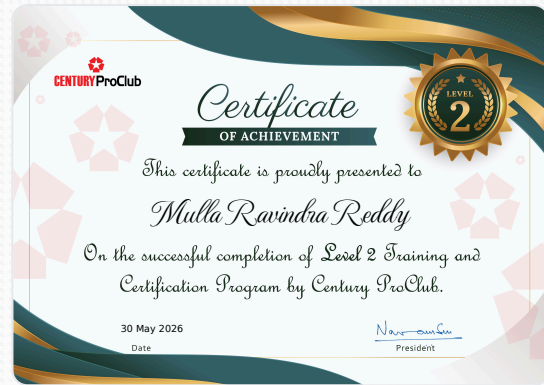 CENTURY ProClub
Certificate
OF ACHIEVEMENT
LEVEL
2
This certificate is proudly presented to
Mulla Ravindra Reddy
On the successful completion of Level 2 Training and
Certification Program by Century ProClub.
30 May 2026
Date
President